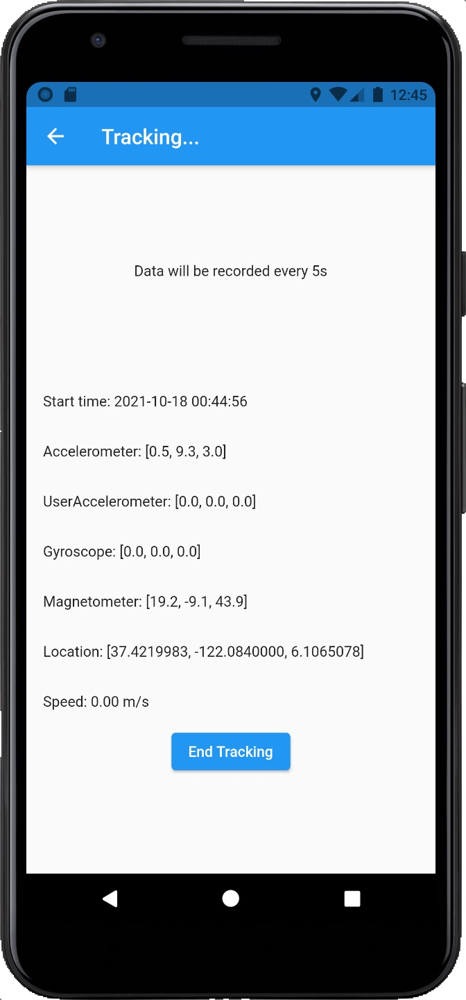 12:45
Tracking...
Data will be recorded every 5s
Start time: 2021-10-18 00:44:56
Accelerometer: [0.5, 9.3, 3.0]
UserAccelerometer: [0.0, 0.0, 0.0]
Gyroscope: [0.0, 0.0, 0.0]
Magnetometer: [19.2, -9.1, 43.9]
Location: [37.4219983, -122.0840000, 6.1065078]
Speed: 0.00 m/s
End Tracking